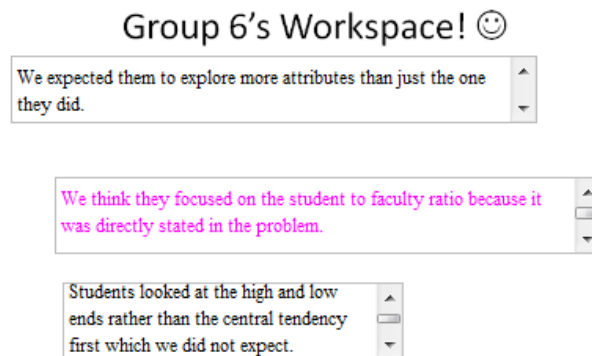 Group 6's Workspace! ☺
We expected them to explore more attributes than just the one
they did.
We think they focused on the student to faculty ratio because it
was directly stated in the problem.
Students looked at the high and low
ends rather than the central tendency
first which we did not expect.